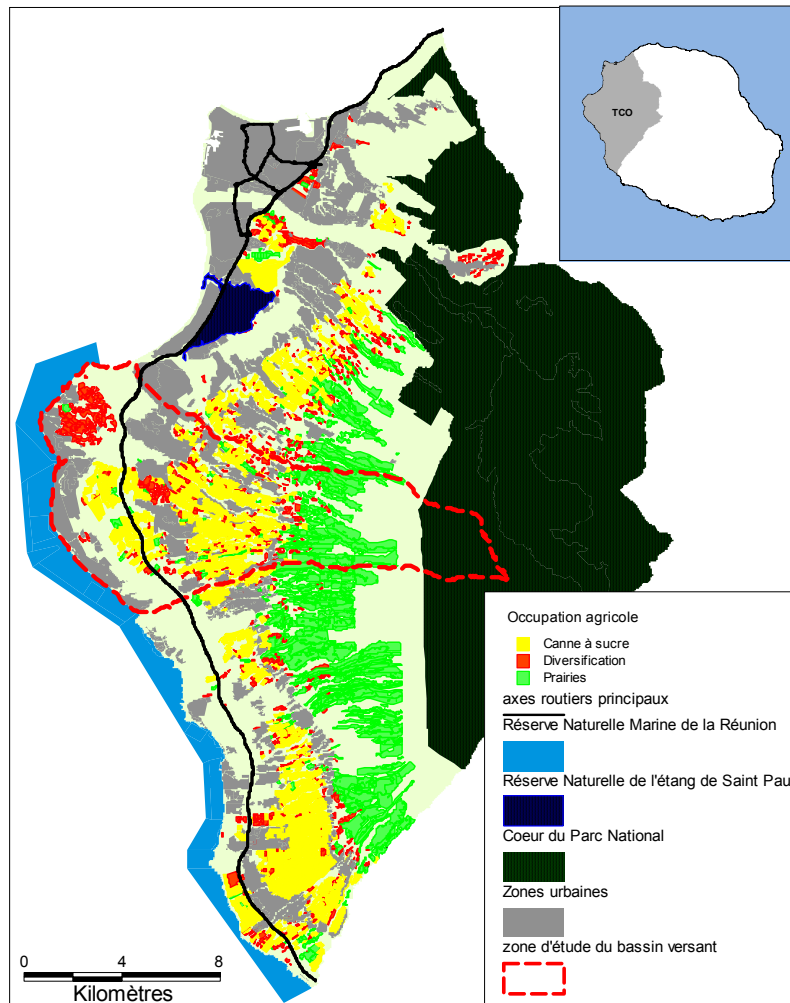 TCO
Occupation agricole
Canne à sucre
Diversification
Prairies
axes routiers principaux
Réserve Naturelle Marine de la Réunion
Réserve Naturelle de l'étang de Saint Pau
Coeur du Parc National
Zones urbaines
zone d'étude du bassin versant
0 4 8
Kilomètres